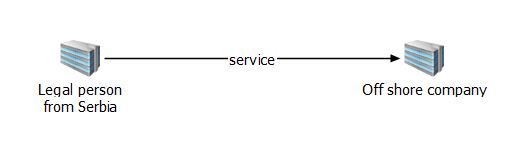 service
Legal person
from Serbia
Off shore company